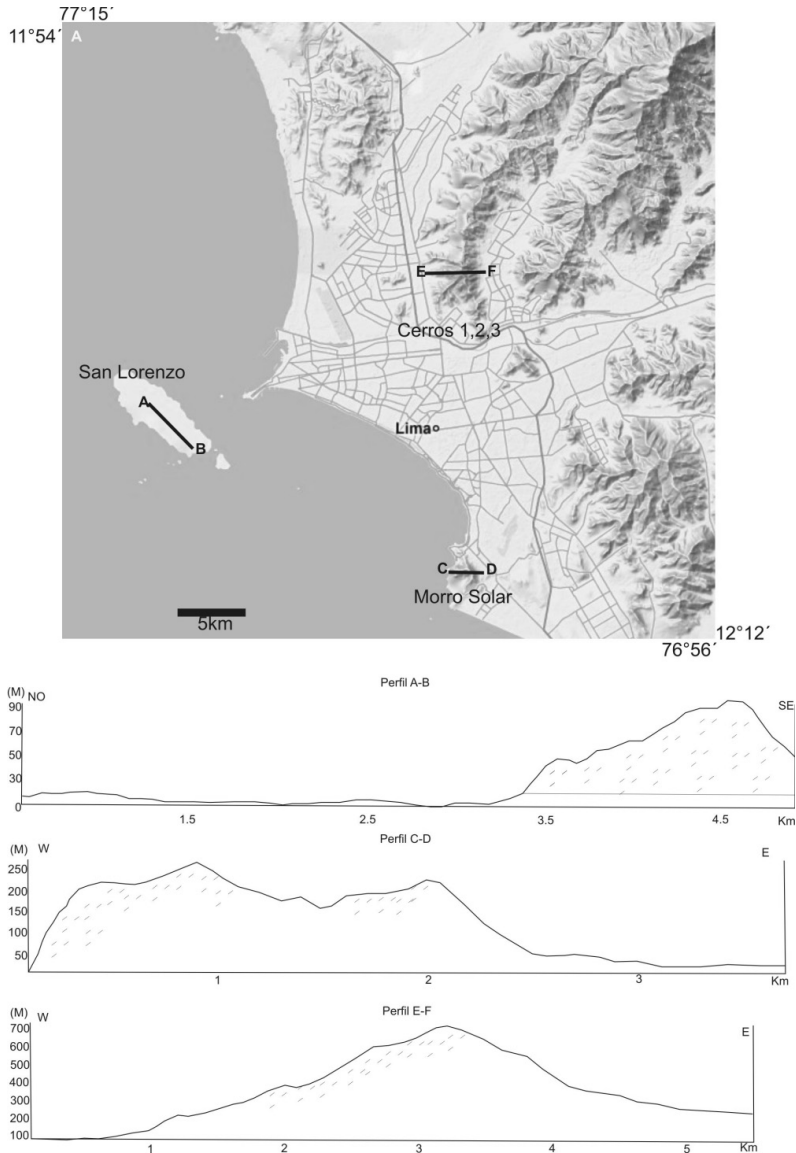 77°15´
11°54´
A
E F
Cerros 1,2,3
San Lorenzo
A
B
Lima
C D
Morro Solar
5km
12°12´
76°56´
Perfil A-B
(M) NO SE
90
70
50
30
0
1.5 2.5 3.5 4.5 Km
Perfil C-D
(M) W E
250
200
150
100
50
1 2 3 Km
Perfil E-F
(M) W E
700
600
500
400
300
200
100
1 2 3 4 5 Km